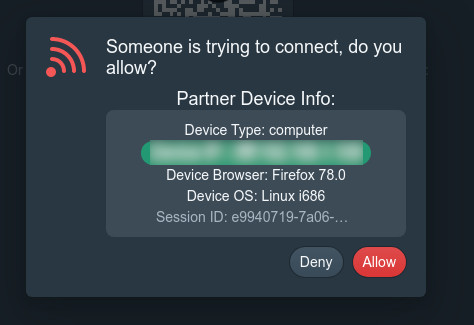 Or
Someone is trying to connect, do you
allow?
Partner Device Info:
Device Type: computer
Device Browser: Firefox 78.0
Device OS: Linux i686
Session ID: e9940719-7a06-…
Deny
Allow